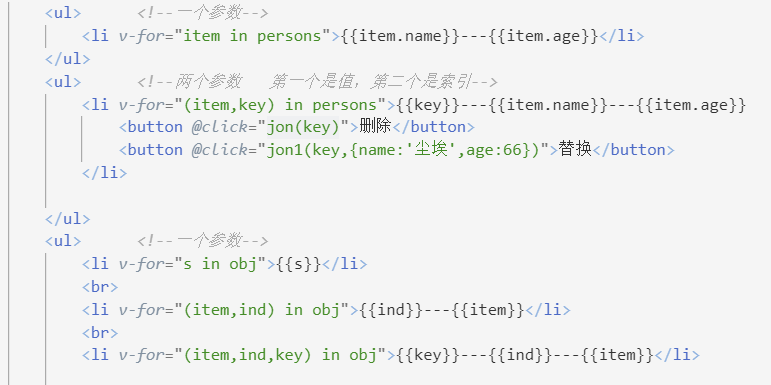 <ul>      <!--一个参数-->
<li v-for="item in persons">{{item.name}}---{{item.age}}</li>
</ul>
<ul>      <!--两个参数   第一个是值，第二个是索引-->
<li v-for="(item,key) in persons">{{key}}---{{item.name}}---{{item.age}}
<button @click="jon(key)">删除</button>
<button @click="jon1(key,{name:'尘埃',age:66})">替换</button>
</li>
</ul>
<ul>      <!--一个参数-->
<li v-for="s in obj">{{s}}</li>
<br>
<li v-for="(item,ind) in obj">{{ind}}---{{item}}</li>
<br>
<li v-for="(item,ind,key) in obj">{{key}}---{{ind}}---{{item}}</li>